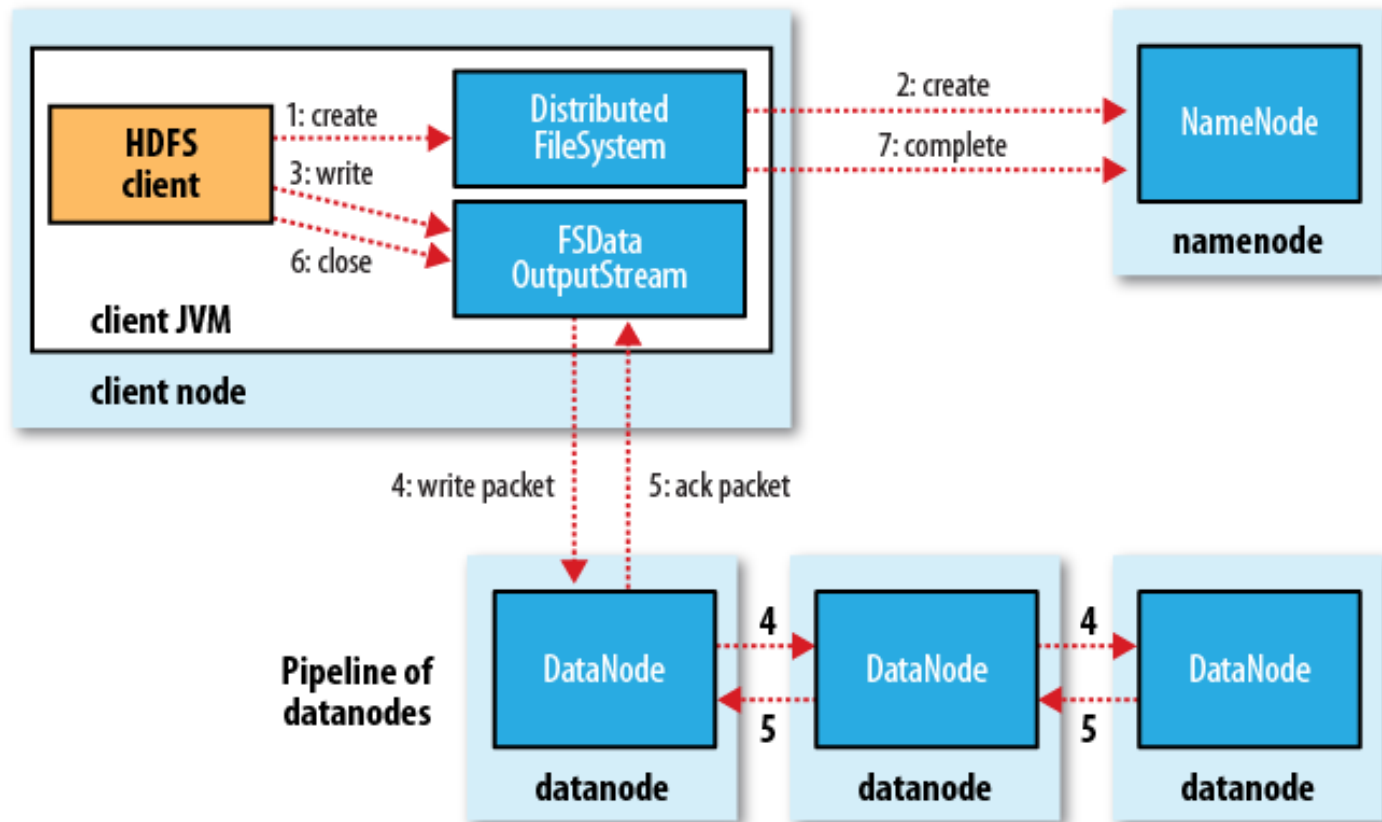 1: create
Distributed
FileSystem
2: create
NameNode
HDFS
client
7: complete
3: write
FSData
OutputStream
namenode
6: close
client JVM
client node
4: write packet
5: ack packet
4
4
Pipeline of
datanodes
DataNode
DataNode
DataNode
5
5
datanode
datanode
datanode